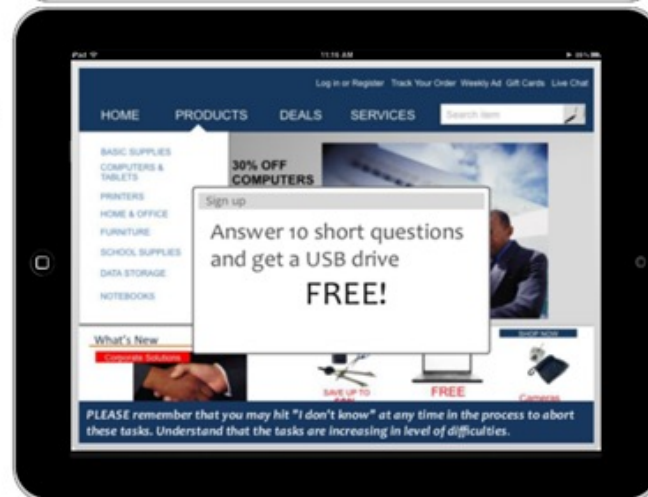 iPad
11:15 AM
Log in or Register Track Your Order Weekly Ad Gift Cards Live Chat
HOME PRODUCTS DEALS SERVICES Search item
BASIC SUPPLIES
COMPUTERS &
TABLETS
PRINTERS
HOME & OFFICE
FURNITURE
SCHOOL SUPPLIES
DATA STORAGE
NOTEBOOKS
30% OFF
COMPUTERS
Sign up
Answer 10 short questions
and get a USB drive
FREE!
What's New
Corporate Solutions
SHOP NOW
SAVE UP TO
FREE
Cameras
PLEASE remember that you may hit "I don't know" at any time in the process to abort
these tasks. Understand that the tasks are increasing in level of difficulties.